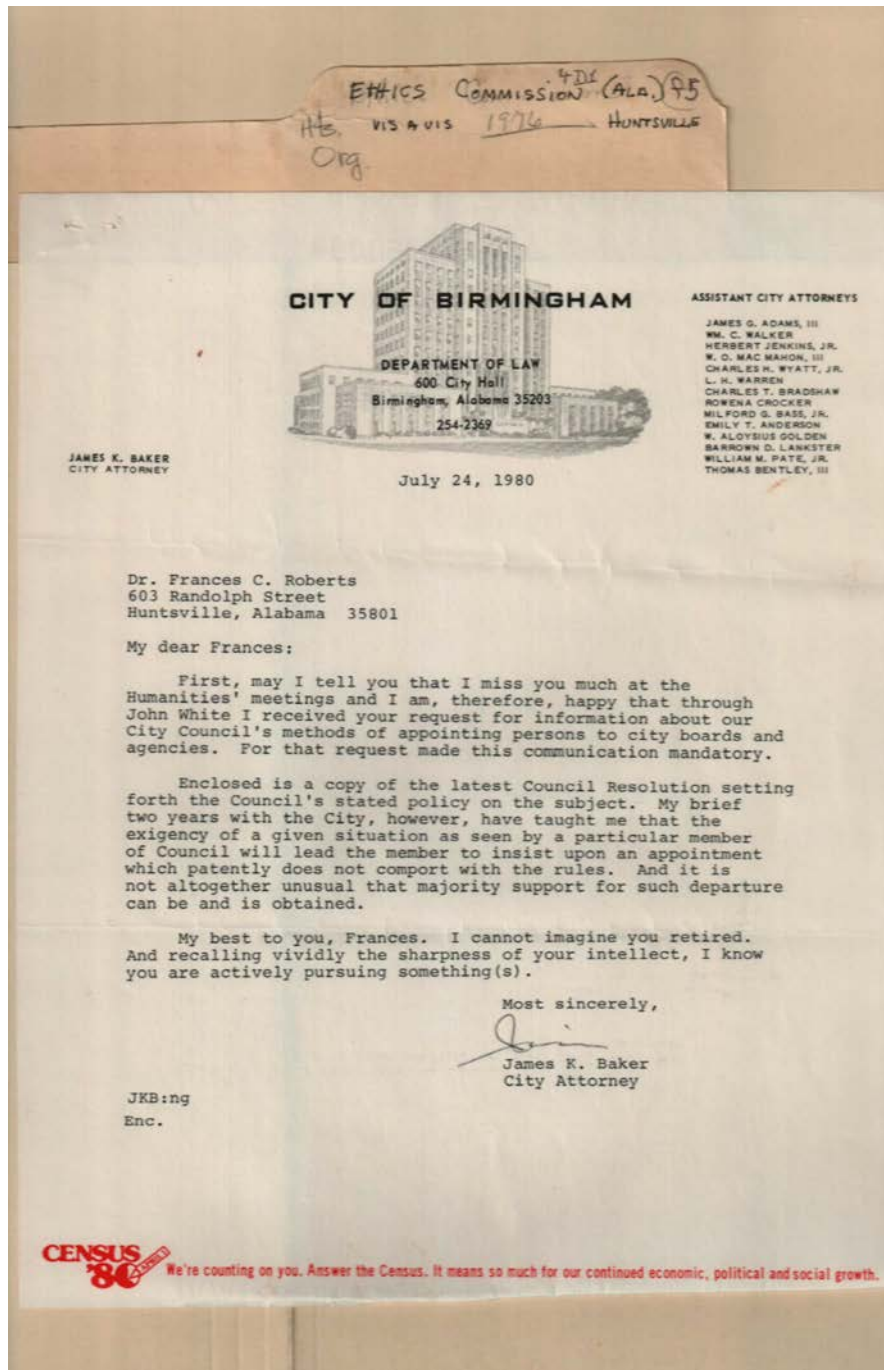 ETHICS COMMISSION (ALA.) 95
Hts. VIS A VIS 1976 HUNTSVILLE
Org.
CITY OF BIRMINGHAM
DEPARTMENT OF LAW
600 City Hall
Birmingham, Alabama 35203
254-2369
JAMES K. BAKER
CITY ATTORNEY
ASSISTANT CITY ATTORNEYS
JAMES G. ADAMS, III
WM. C. WALKER
HERBERT JENKINS, JR.
W. O. MAC MAHON, III
CHARLES H. WYATT, JR.
L. H. WARREN
CHARLES T. BRADSHAW
ROWENA CROCKER
MILFORD G. BASS, JR.
EMILY T. ANDERSON
W. ALOYSIUS GOLDEN
BARROWN D. LANKSTER
WILLIAM M. PATE, JR.
THOMAS BENTLEY, III
July 24, 1980
Dr. Frances C. Roberts
603 Randolph Street
Huntsville, Alabama 35801
My dear Frances:
First, may I tell you that I miss you much at the
Humanities' meetings and I am, therefore, happy that through
John White I received your request for information about our
City Council's methods of appointing persons to city boards and
agencies. For that request made this communication mandatory.
Enclosed is a copy of the latest Council Resolution setting
forth the Council's stated policy on the subject. My brief
two years with the City, however, have taught me that the
exigency of a given situation as seen by a particular member
of Council will lead the member to insist upon an appointment
which patently does not comport with the rules. And it is
not altogether unusual that majority support for such departure
can be and is obtained.
My best to you, Frances. I cannot imagine you retired.
And recalling vividly the sharpness of your intellect, I know
you are actively pursuing something(s).
Most sincerely,
James K. Baker
City Attorney
JKB:ng
Enc.
CENSUS '80
We're counting on you. Answer the Census. It means so much for our continued economic, political and social growth.